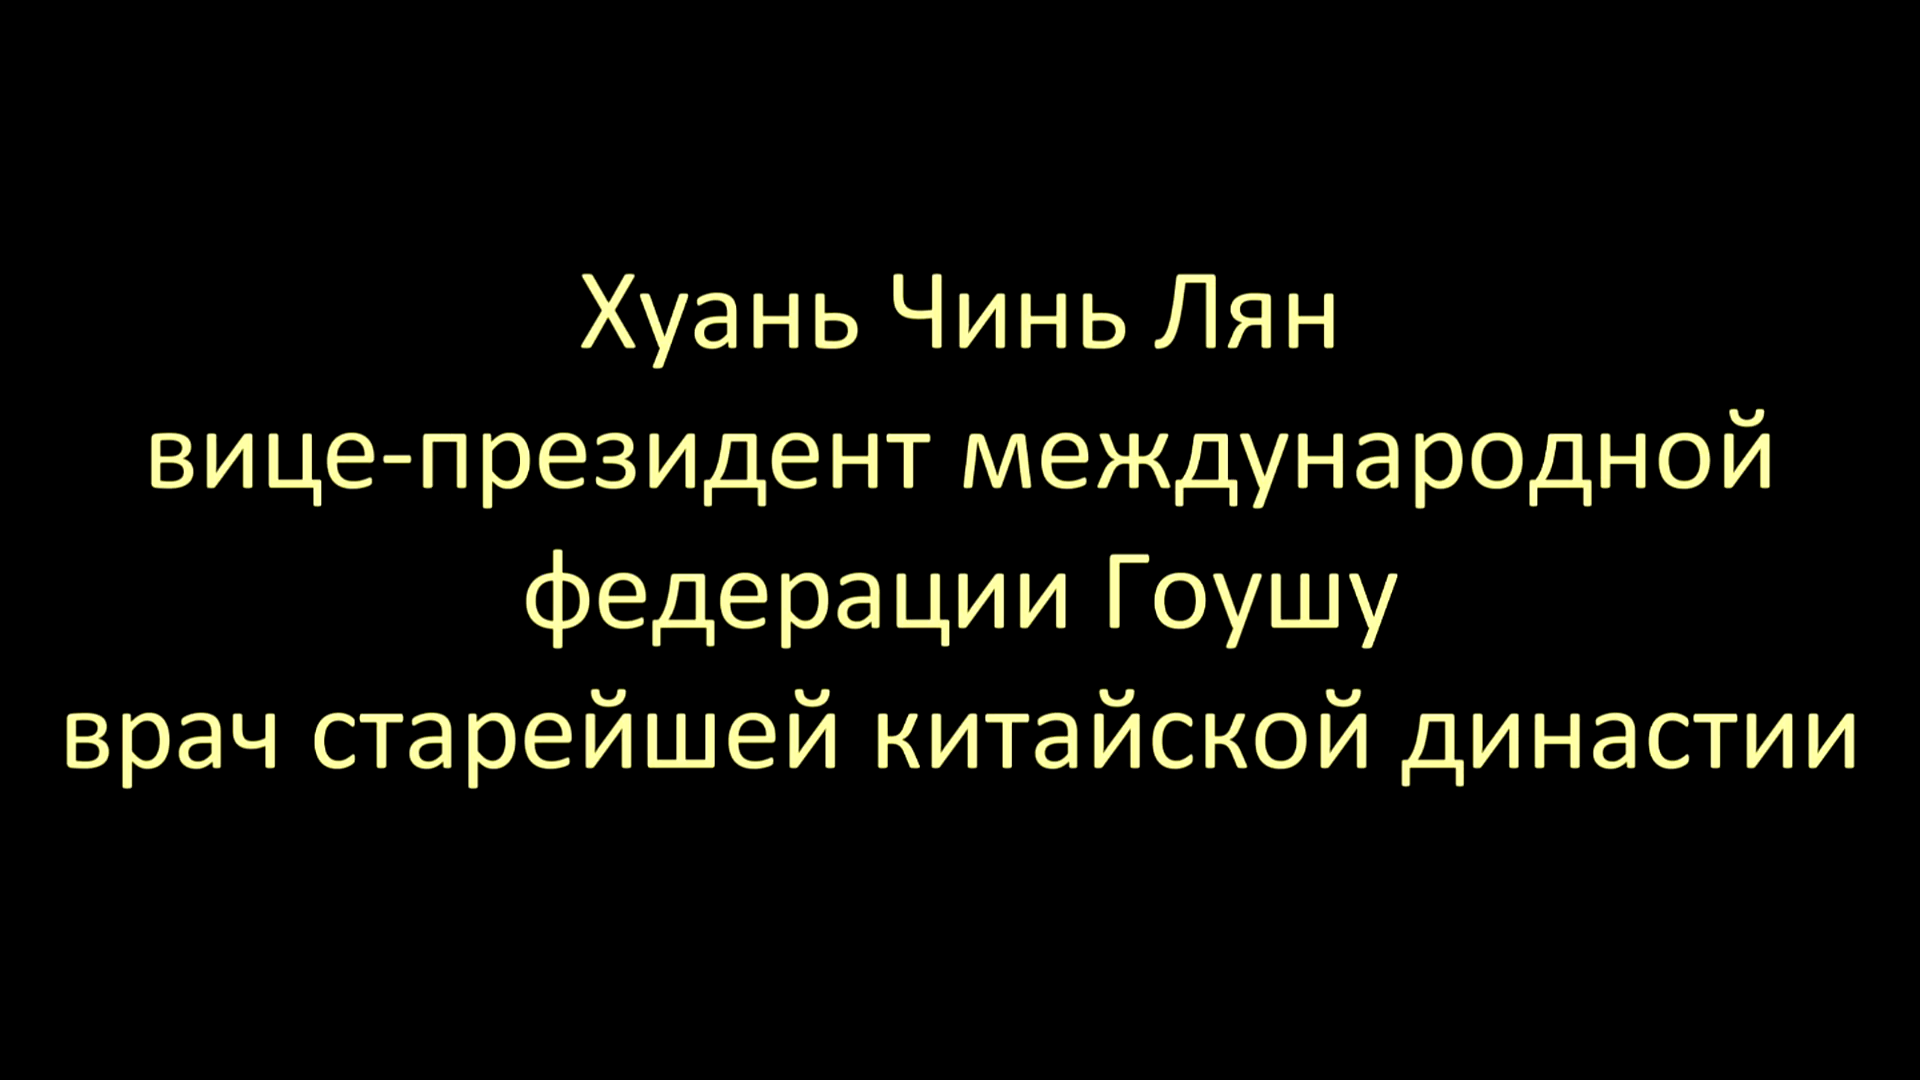 Хуань Чинь Лян
вице-президент международной
федерации Гоушу
врач старейшей китайской династии